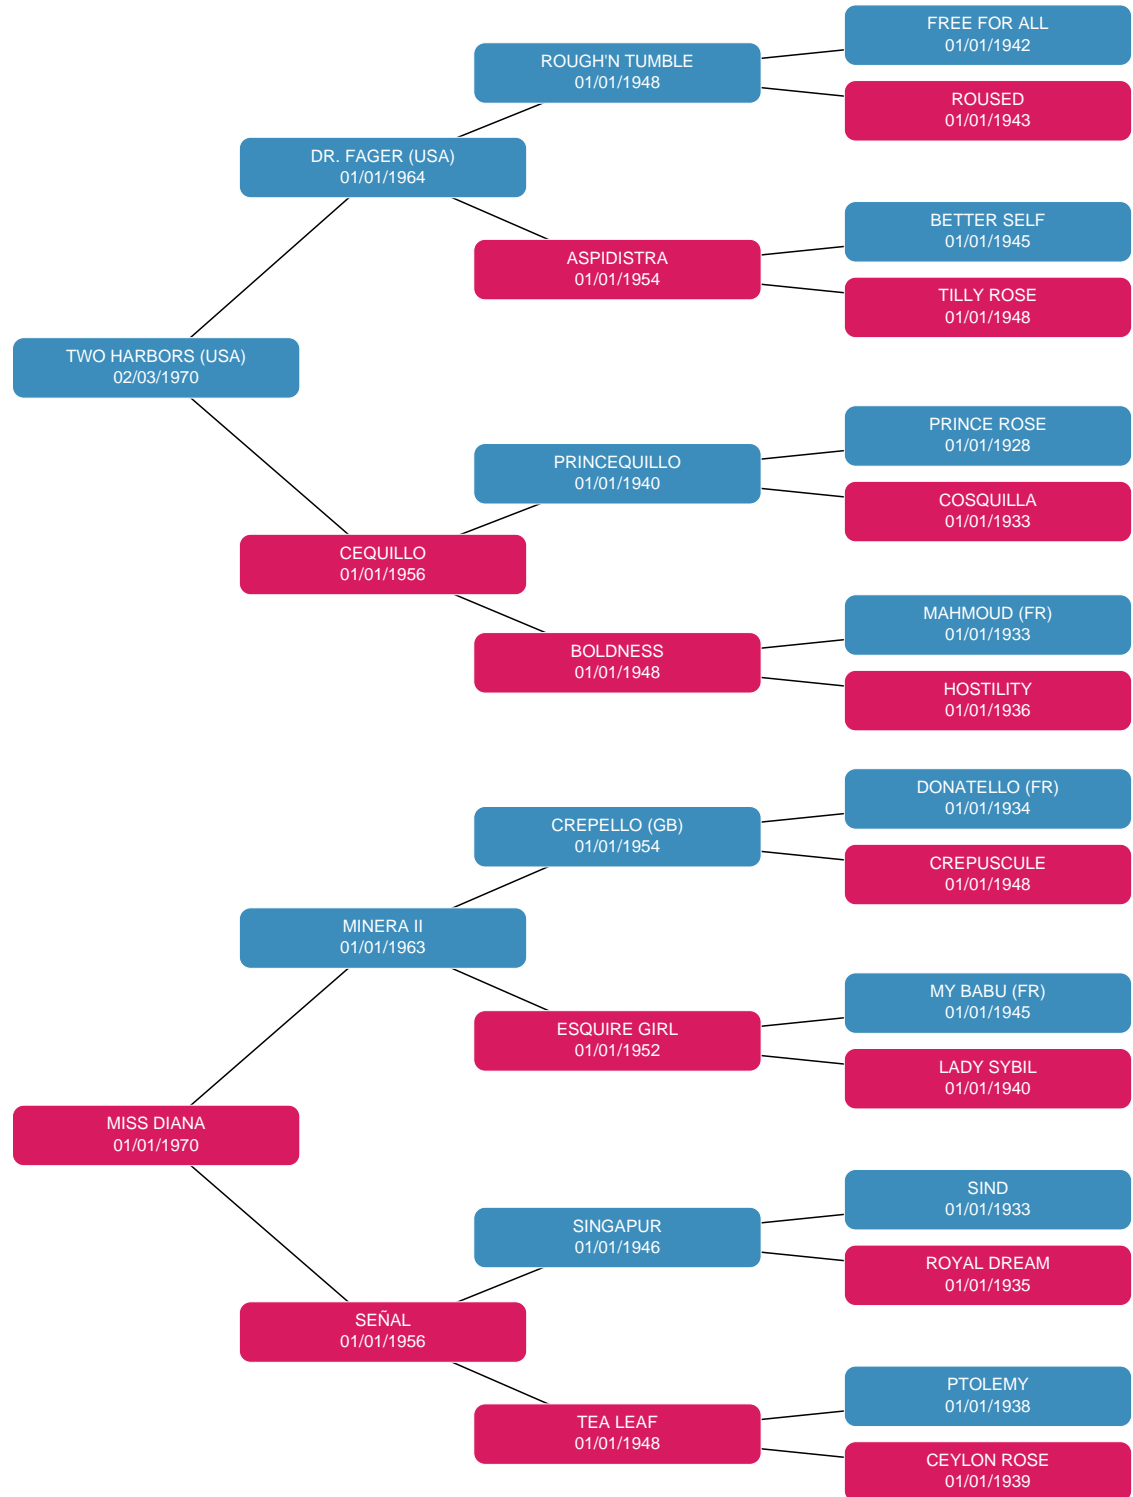 FREE FOR ALL
01/01/1942
ROUGH'N TUMBLE
01/01/1948
ROUSED
01/01/1943
DR. FAGER (USA)
01/01/1964
BETTER SELF
01/01/1945
ASPIDISTRA
01/01/1954
TILLY ROSE
01/01/1948
TWO HARBORS (USA)
02/03/1970
PRINCE ROSE
01/01/1928
PRINCEQUILLO
01/01/1940
COSQUILLA
01/01/1933
CEQUILLO
01/01/1956
MAHMOUD (FR)
01/01/1933
BOLDNESS
01/01/1948
HOSTILITY
01/01/1936
DONATELLO (FR)
01/01/1934
CREPELLO (GB)
01/01/1954
CREPUSCULE
01/01/1948
MINERA II
01/01/1963
MY BABU (FR)
01/01/1945
ESQUIRE GIRL
01/01/1952
LADY SYBIL
01/01/1940
MISS DIANA
01/01/1970
SIND
01/01/1933
SINGAPUR
01/01/1946
ROYAL DREAM
01/01/1935
SEÑAL
01/01/1956
PTOLEMY
01/01/1938
TEA LEAF
01/01/1948
CEYLON ROSE
01/01/1939